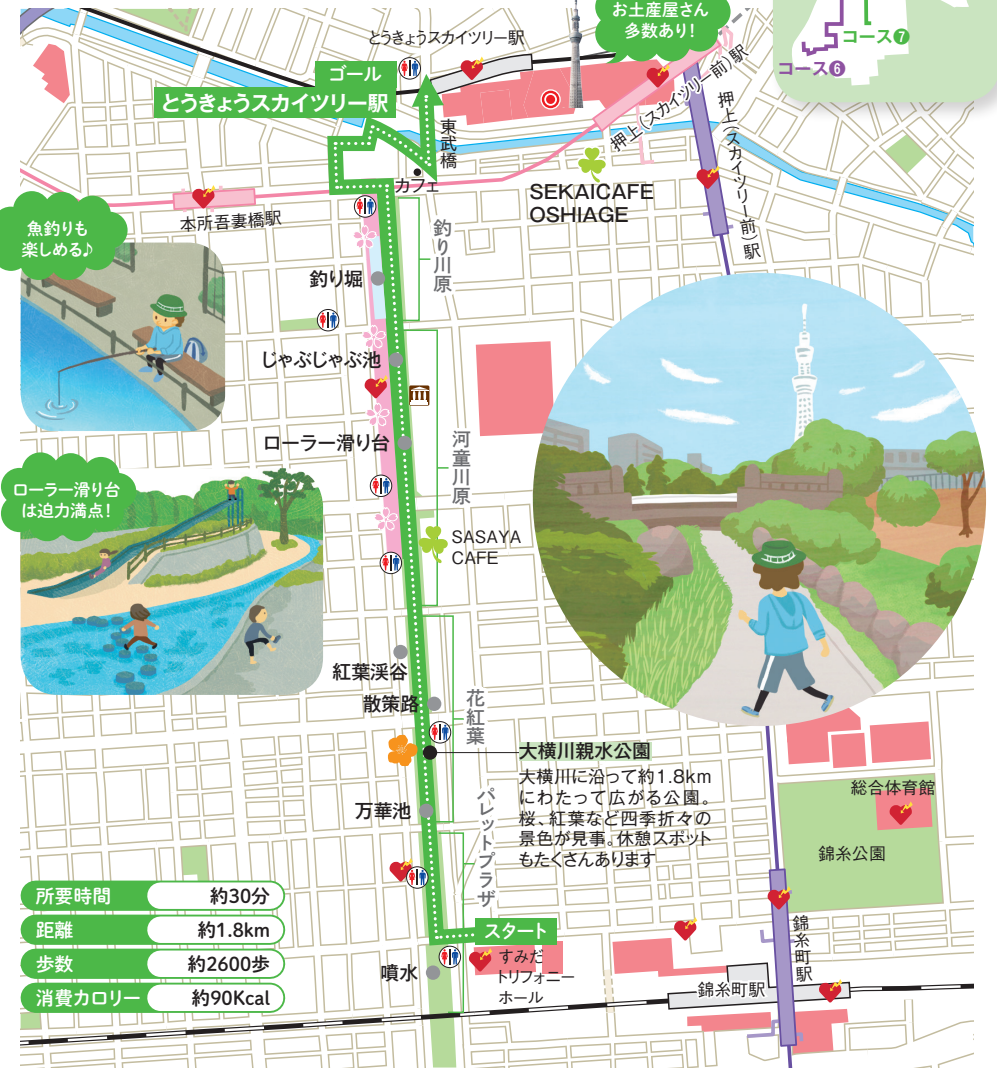 お土産屋さん
多数あり!
コース❼
コース❻
とうきょうスカイツリー駅
ゴール
とうきょうスカイツリー駅
東武橋
カフェ
押上(スカイツリー前)駅
押上(スカイツリー前)駅
SEKAICAFE
OSHIAGE
本所吾妻橋駅
魚釣りも
楽しめる♪
釣り川原
釣り堀
じゃぶじゃぶ池
ローラー滑り台
河童川原
ローラー滑り台
は迫力満点!
SASAYA
CAFE
紅葉渓谷
散策路
花紅葉
大横川親水公園
大横川に沿って約1.8km
にわたって広がる公園。
桜、紅葉など四季折々の
景色が見事。休憩スポット
もたくさんあります
万華池
パレットプラザ
総合体育館
錦糸公園
所要時間 約30分
距離 約1.8km
歩数 約2600歩
消費カロリー 約90Kcal
スタート
すみだ
トリフォニー
ホール
噴水
錦糸町駅
錦糸町駅